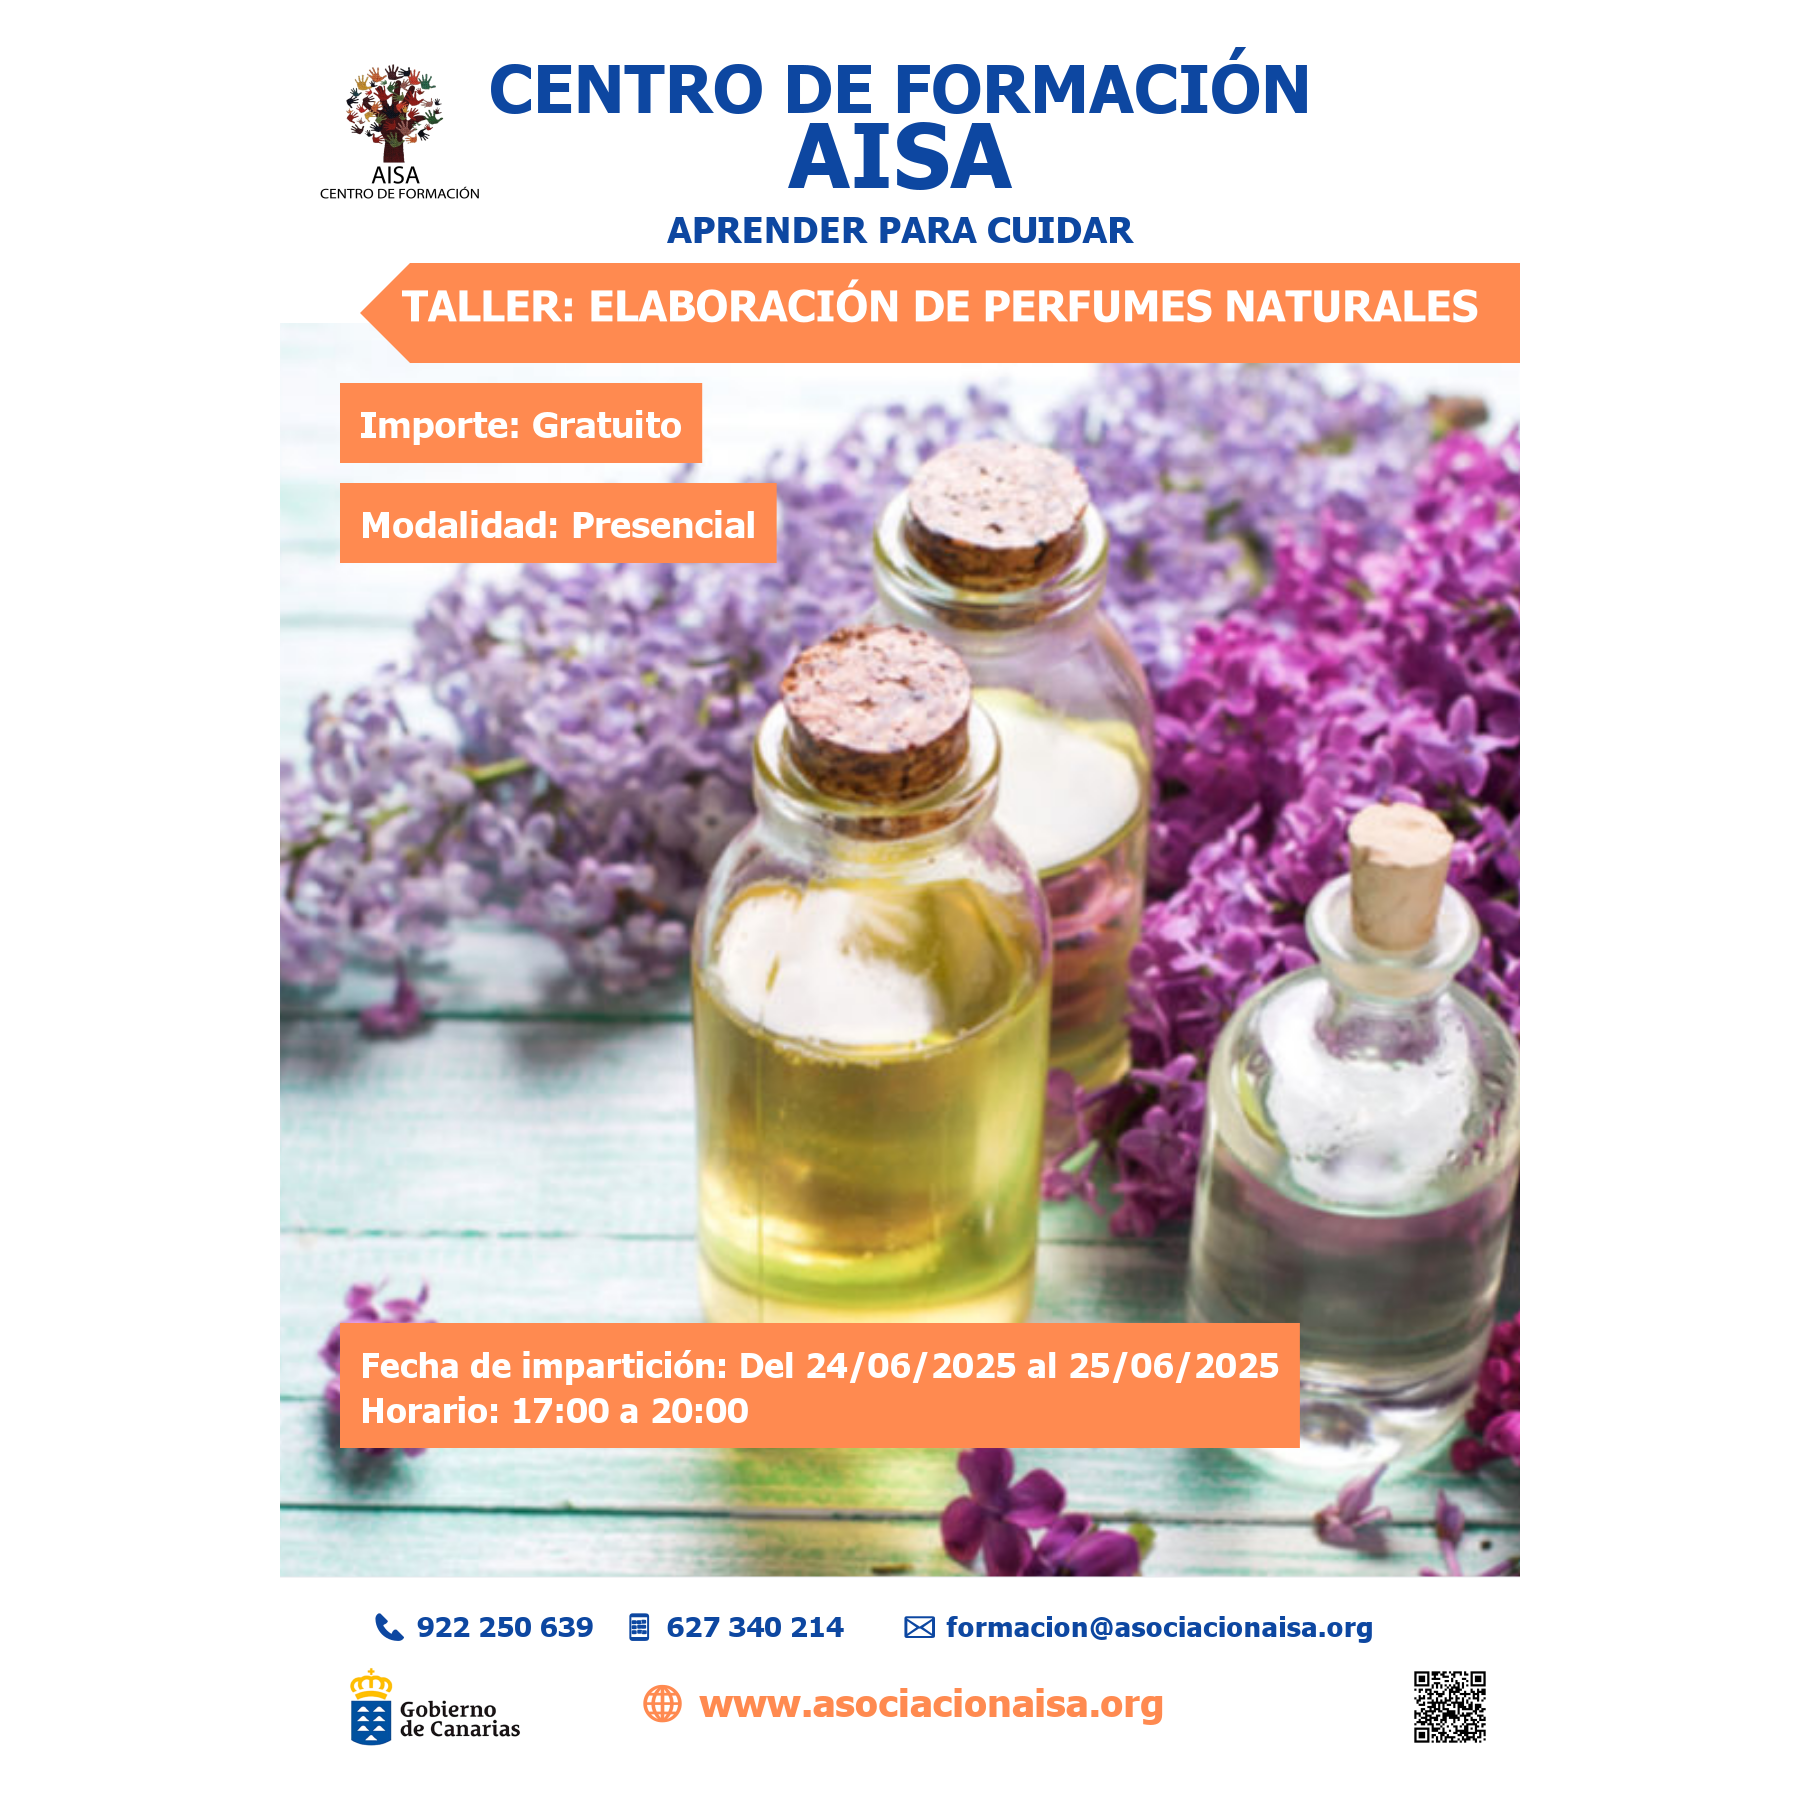 AISA
CENTRO DE FORMACIÓN
CENTRO DE FORMACIÓN
AISA
APRENDER PARA CUIDAR
TALLER: ELABORACIÓN DE PERFUMES NATURALES
Importe: Gratuito
Modalidad: Presencial
Fecha de impartición: Del 24/06/2025 al 25/06/2025
Horario: 17:00 a 20:00
922 250 639 627 340 214 formacion@asociacionaisa.org
Gobierno
de Canarias
www.asociacionaisa.org